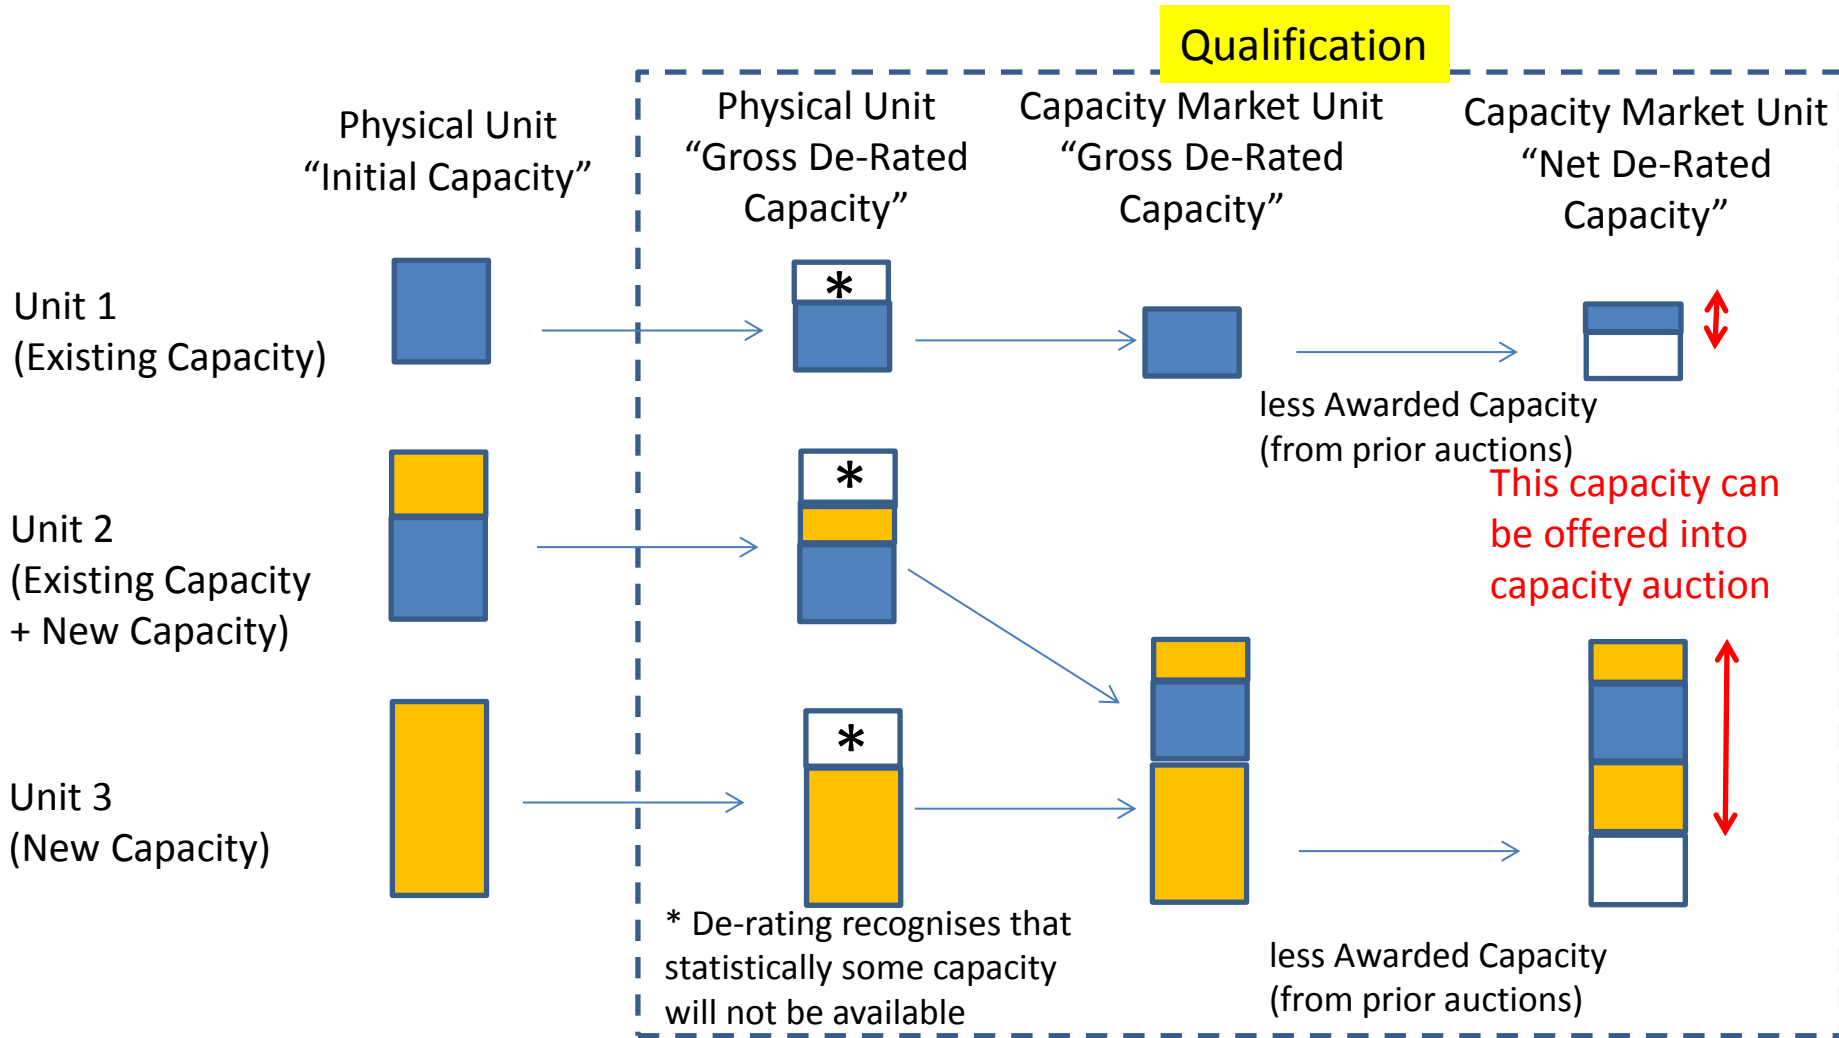 Qualification
Physical Unit
“Initial Capacity”
Physical Unit
“Gross De-Rated
Capacity”
Capacity Market Unit
“Gross De-Rated
Capacity”
Capacity Market Unit
“Net De-Rated
Capacity”
Unit 1
(Existing Capacity)
*
less Awarded Capacity
(from prior auctions)
This capacity can
be offered into
capacity auction
Unit 2
(Existing Capacity
+ New Capacity)
*
Unit 3
(New Capacity)
*
* De-rating recognises that
statistically some capacity
will not be available
less Awarded Capacity
(from prior auctions)